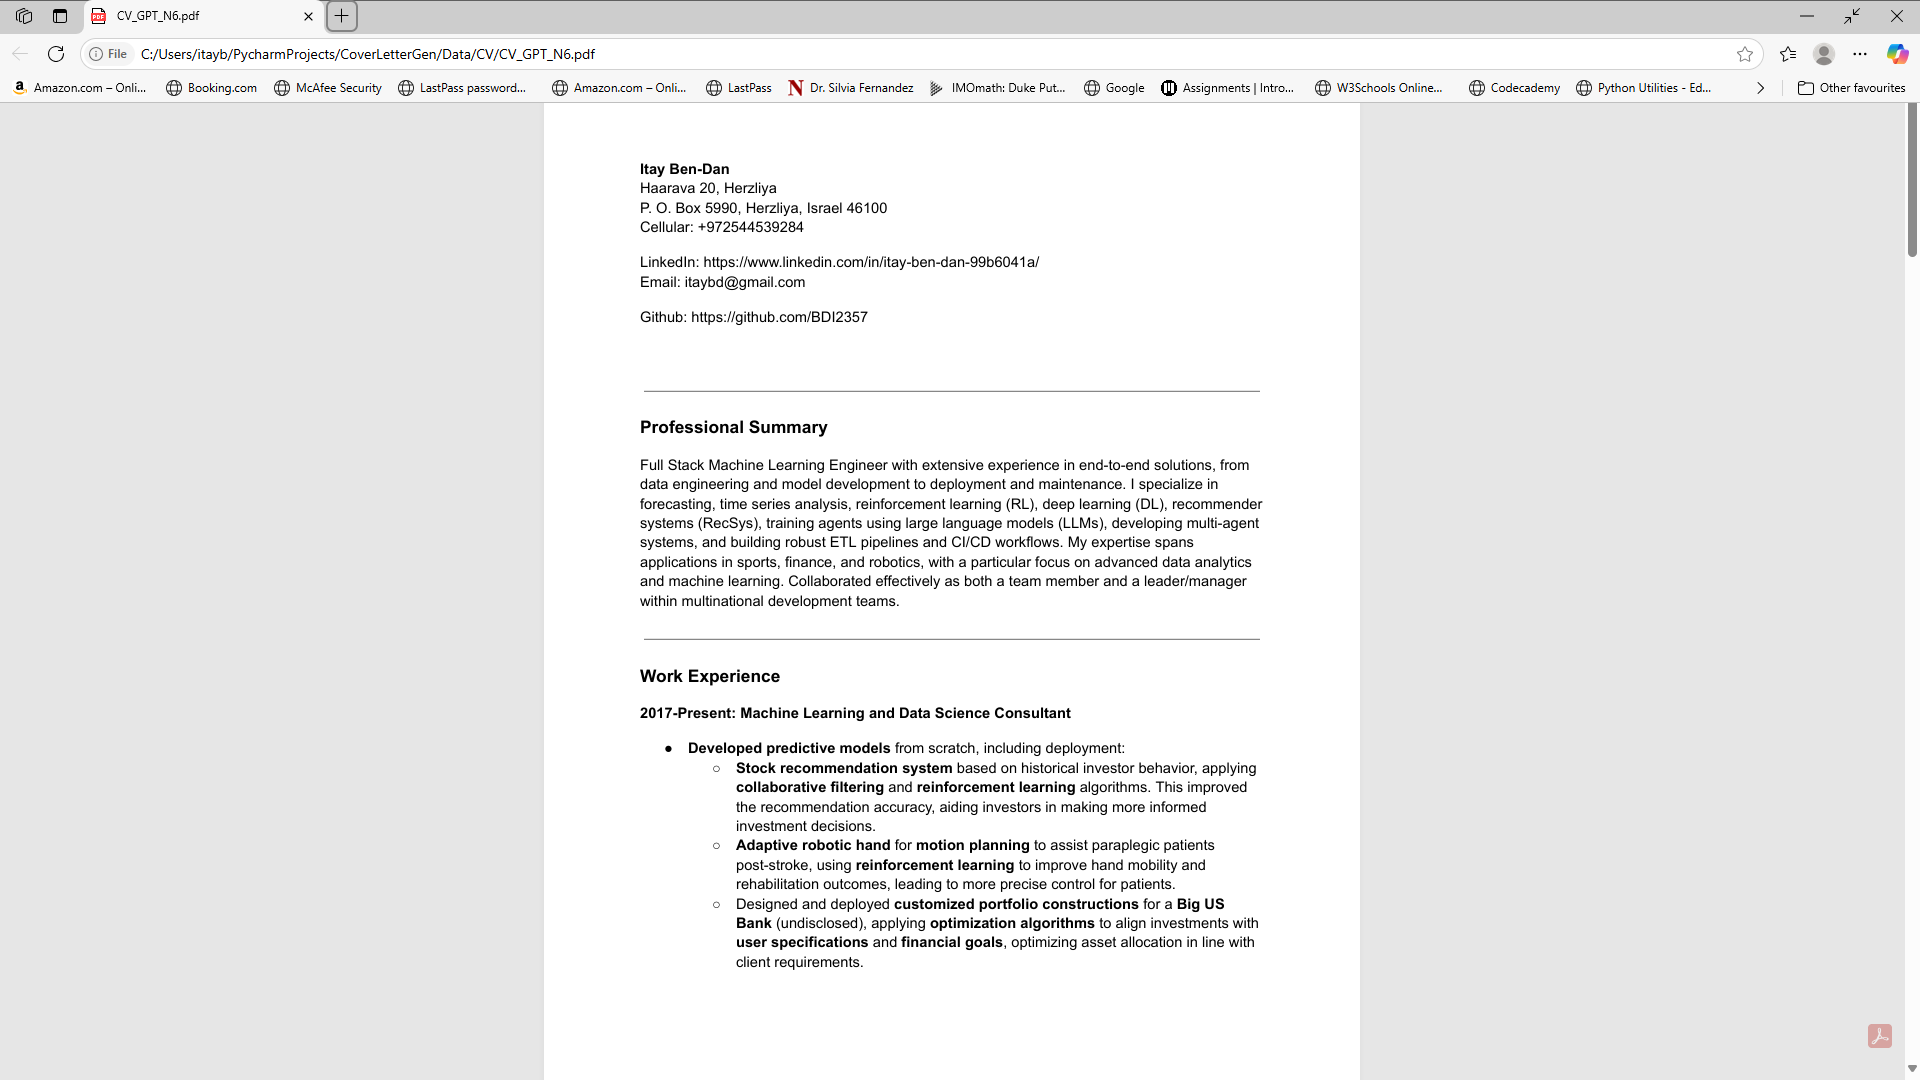 CV_GPT_N6.pdf
File C:/Users/itayb/PycharmProjects/CoverLetterGen/Data/CV/CV_GPT_N6.pdf
Amazon.com – Onli... Booking.com McAfee Security LastPass password... Amazon.com – Onli... LastPass Dr. Silvia Fernandez IMOmath: Duke Put... Google Assignments | Intro... W3Schools Online... Codecademy Python Utilities - Ed... Other favourites
Itay Ben-Dan
Haarava 20, Herzliya
P. O. Box 5990, Herzliya, Israel 46100
Cellular: +972544539284
LinkedIn: https://www.linkedin.com/in/itay-ben-dan-99b6041a/
Email: itaybd@gmail.com
Github: https://github.com/BDI2357
Professional Summary
Full Stack Machine Learning Engineer with extensive experience in end-to-end solutions, from
data engineering and model development to deployment and maintenance. I specialize in
forecasting, time series analysis, reinforcement learning (RL), deep learning (DL), recommender
systems (RecSys), training agents using large language models (LLMs), developing multi-agent
systems, and building robust ETL pipelines and CI/CD workflows. My expertise spans
applications in sports, finance, and robotics, with a particular focus on advanced data analytics
and machine learning. Collaborated effectively as both a team member and a leader/manager
within multinational development teams.
Work Experience
2017-Present: Machine Learning and Data Science Consultant
● Developed predictive models from scratch, including deployment:
○ Stock recommendation system based on historical investor behavior, applying
collaborative filtering and reinforcement learning algorithms. This improved
the recommendation accuracy, aiding investors in making more informed
investment decisions.
○ Adaptive robotic hand for motion planning to assist paraplegic patients
post-stroke, using reinforcement learning to improve hand mobility and
rehabilitation outcomes, leading to more precise control for patients.
○ Designed and deployed customized portfolio constructions for a Big US
Bank (undisclosed), applying optimization algorithms to align investments with
user specifications and financial goals, optimizing asset allocation in line with
client requirements.